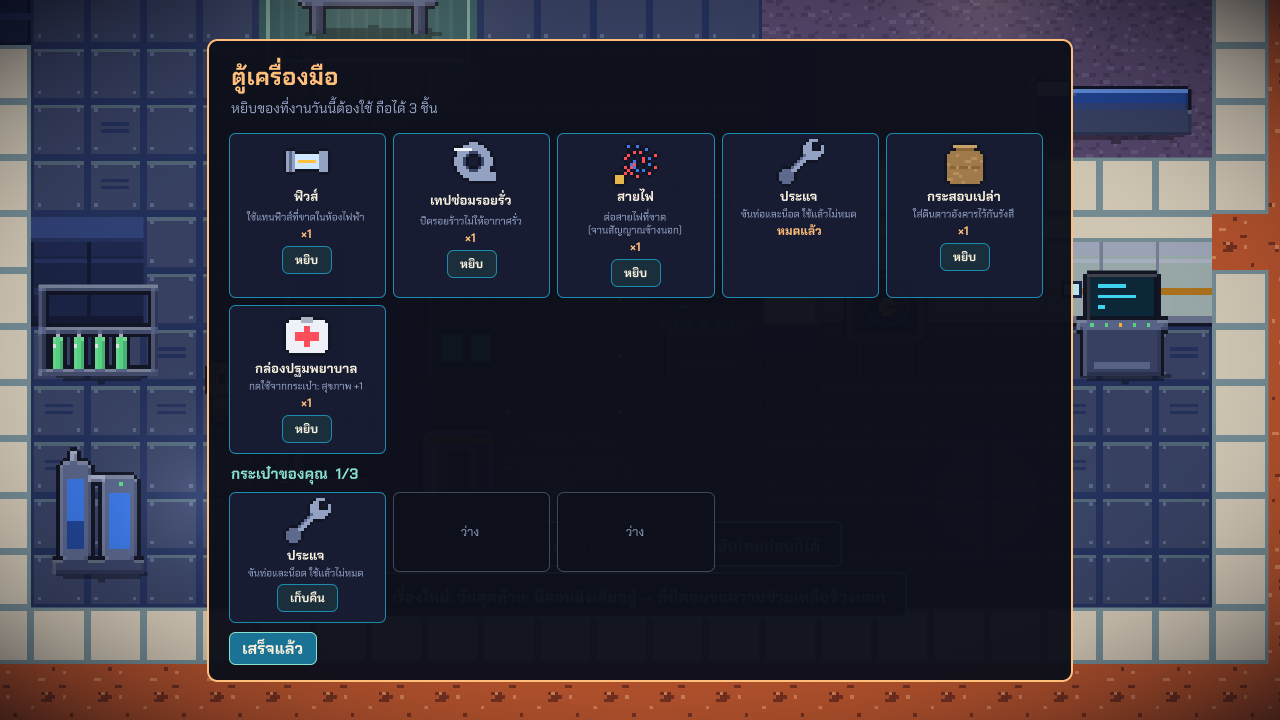 ตู้เครื่องมือ
หยิบของที่งานวันนี้ต้องใช้ ถือได้ 3 ชิ้น
ฟิวส์
ใช้แทนฟิวส์ที่ขาดในห้องไฟฟ้า
×1
หยิบ
เทปซ่อมรอยรั่ว
ปิดรอยร้าวไม่ให้อากาศรั่ว
×1
หยิบ
สายไฟ
ต่อสายไฟที่ขาด
(จานสัญญาณข้างนอก)
×1
หยิบ
ประแจ
ขันท่อและน็อต ใช้แล้วไม่หมด
หมดแล้ว
กระสอบเปล่า
ใส่ดินดาวอังคารไว้กันรังสี
×1
หยิบ
กล่องปฐมพยาบาล
กดใช้จากกระเป๋า: สุขภาพ +1
×1
หยิบ
กระเป๋าของคุณ 1/3
ประแจ
ขันท่อและน็อต ใช้แล้วไม่หมด
เก็บคืน
ว่าง
ว่าง
เสร็จแล้ว